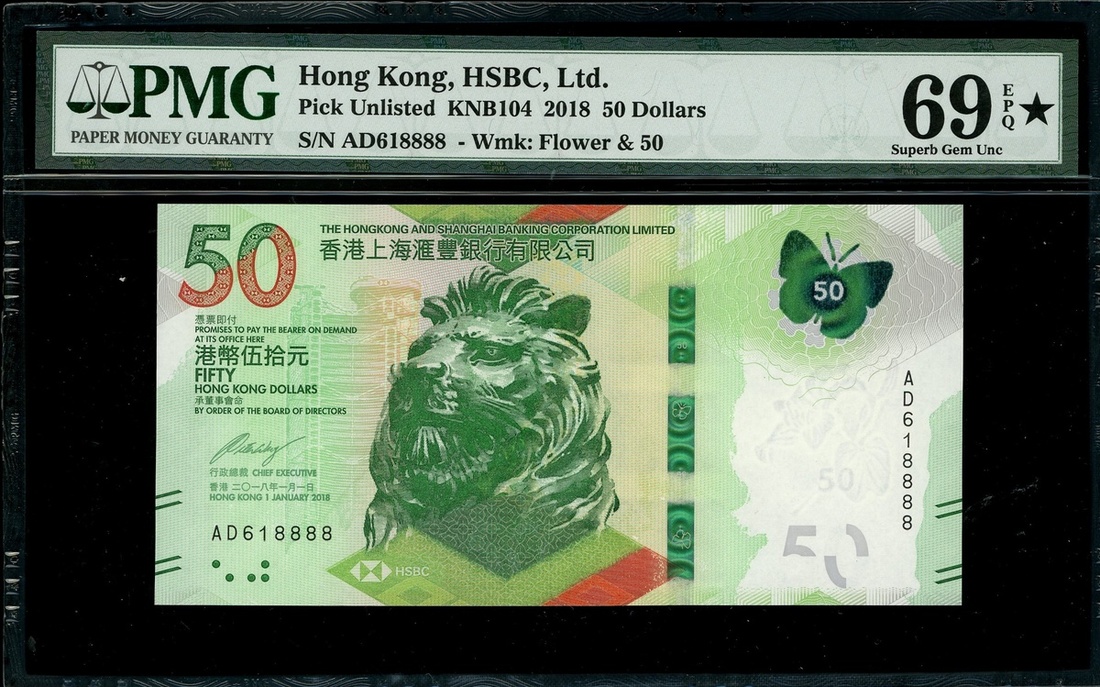 PMG
PAPER MONEY GUARANTY
Hong Kong, HSBC, Ltd.
Pick Unlisted KNB104 2018 50 Dollars
S/N AD618888 - Wmk: Flower & 50
69 EPQ ★
Superb Gem Unc
50
THE HONGKONG AND SHANGHAI BANKING CORPORATION LIMITED
香港上海滙豐銀行有限公司
憑票即付
PROMISES TO PAY THE BEARER ON DEMAND
AT ITS OFFICE HERE
港幣伍拾元
FIFTY
HONG KONG DOLLARS
承董事會命
BY ORDER OF THE BOARD OF DIRECTORS
行政總裁 CHIEF EXECUTIVE
香港 二〇一八年一月一日
HONG KONG 1 JANUARY 2018
AD618888
HSBC
50
AD618888
50
50